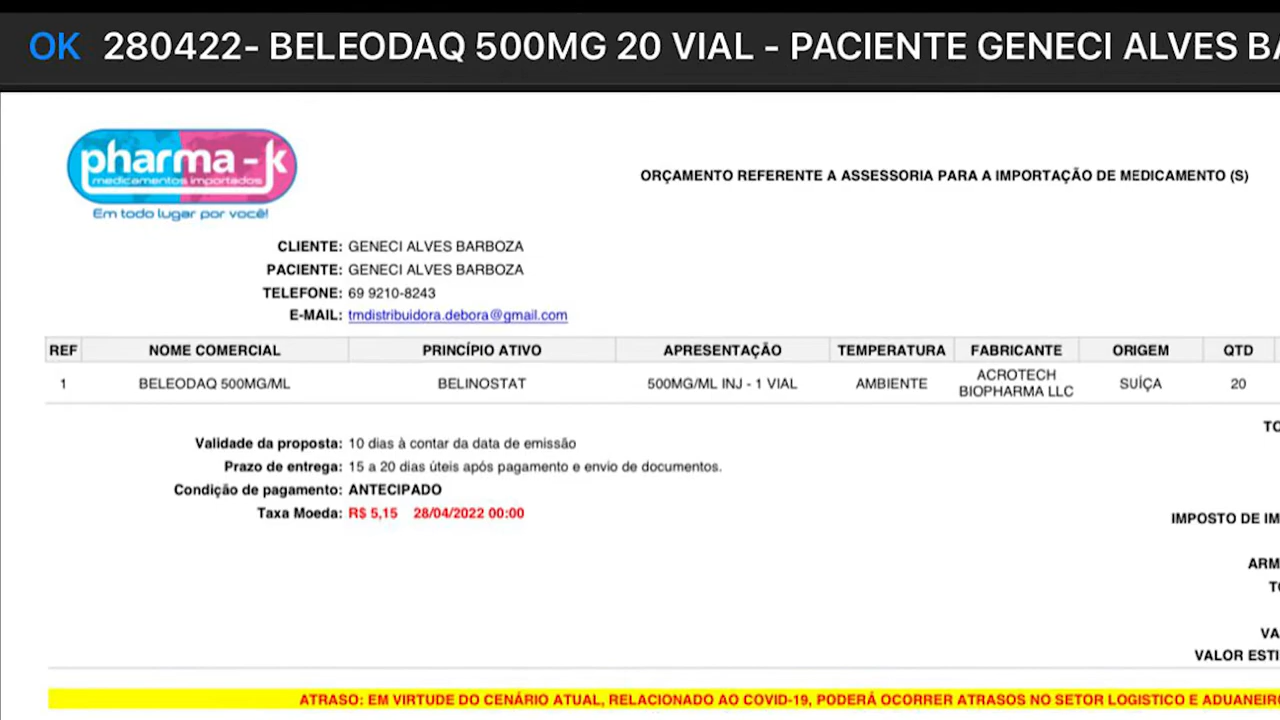 OK 280422- BELEODAQ 500MG 20 VIAL - PACIENTE GENECI ALVES
pharma-k
medicamentos importados
Em todo lugar por você!
ORÇAMENTO REFERENTE A ASSESSORIA PARA A IMPORTAÇÃO DE MEDICAMENTO (S)
CLIENTE: GENECI ALVES BARBOZA
PACIENTE: GENECI ALVES BARBOZA
TELEFONE: 69 9210-8243
E-MAIL: tmdistribuidora.debora@gmail.com
REF NOME COMERCIAL PRINCÍPIO ATIVO APRESENTAÇÃO TEMPERATURA FABRICANTE ORIGEM QTD
1 BELEODAQ 500MG/ML BELINOSTAT 500MG/ML INJ - 1 VIAL AMBIENTE ACROTECH BIOPHARMA LLC SUÍÇA 20
Validade da proposta: 10 dias à contar da data de emissão
Prazo de entrega: 15 a 20 dias úteis após pagamento e envio de documentos.
Condição de pagamento: ANTECIPADO
Taxa Moeda: R$ 5,15 28/04/2022 00:00
IMPOSTO DE
VALOR
ATRASO: EM VIRTUDE DO CENÁRIO ATUAL, RELACIONADO AO COVID-19, PODERÁ OCORRER ATRASOS NO SETOR LOGISTICO E